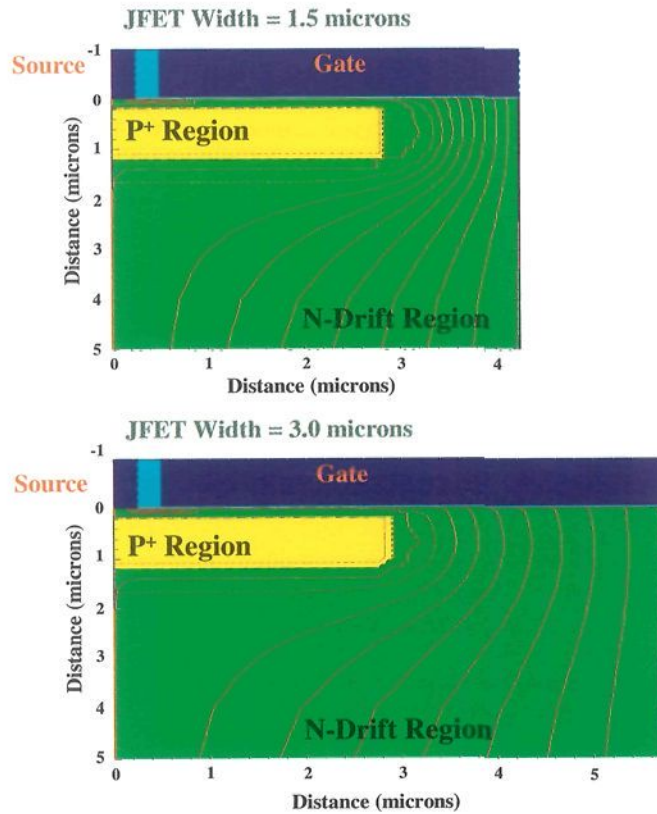 JFET Width = 1.5 microns
-1
Source
Gate
0
P⁺ Region
1
Distance (microns)
2
3
4
N-Drift Region
5
0 1 2 3 4
Distance (microns)
JFET Width = 3.0 microns
-1
Source
Gate
0
P⁺ Region
1
Distance (microns)
2
3
4
N-Drift Region
5
0 1 2 3 4 5
Distance (microns)